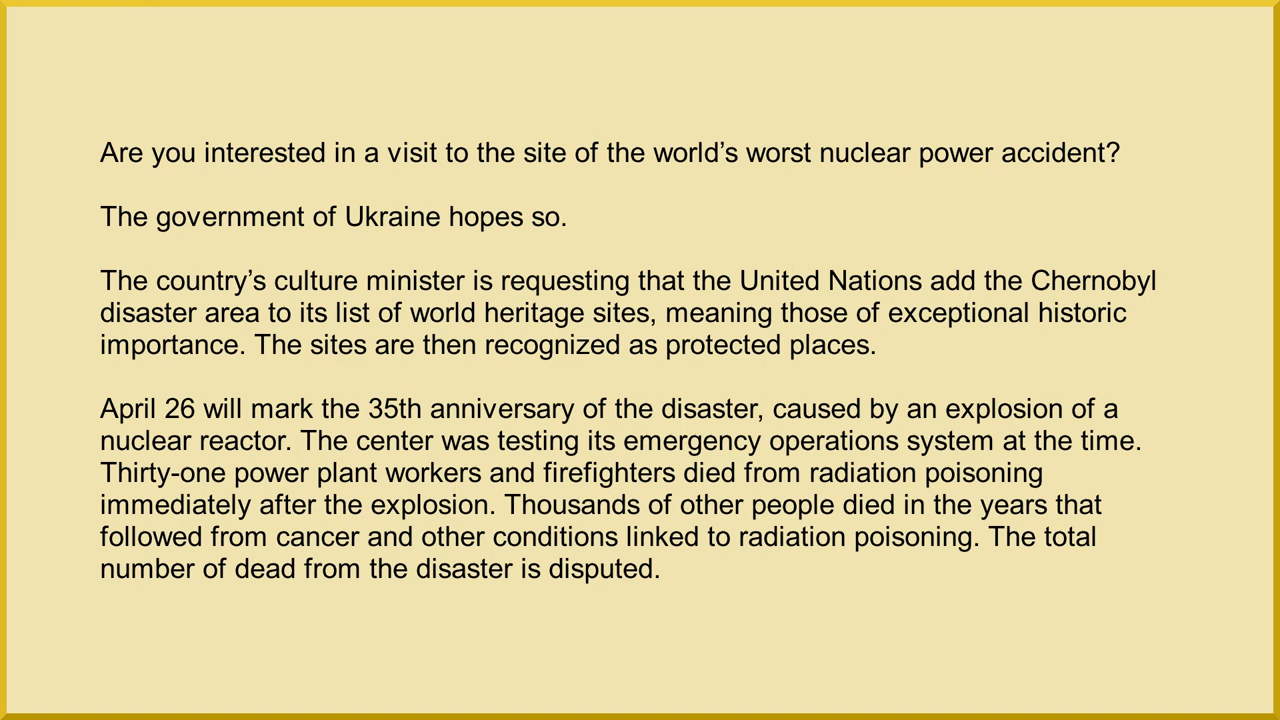 Are you interested in a visit to the site of the world’s worst nuclear power accident?
The government of Ukraine hopes so.
The country’s culture minister is requesting that the United Nations add the Chernobyl
disaster area to its list of world heritage sites, meaning those of exceptional historic
importance. The sites are then recognized as protected places.
April 26 will mark the 35th anniversary of the disaster, caused by an explosion of a
nuclear reactor. The center was testing its emergency operations system at the time.
Thirty-one power plant workers and firefighters died from radiation poisoning
immediately after the explosion. Thousands of other people died in the years that
followed from cancer and other conditions linked to radiation poisoning. The total
number of dead from the disaster is disputed.